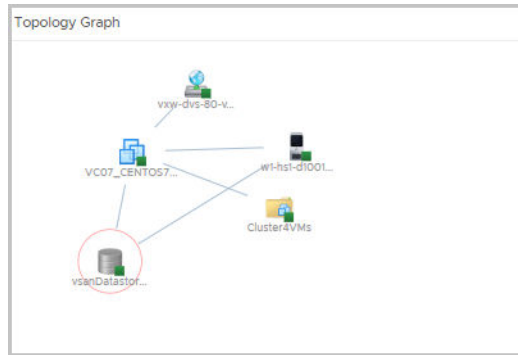 Topology Graph
vxw-dvs-80-v...
VC07_CENTOS7...
w1-hs1-d1001...
Cluster4VMs
vsanDatastor...